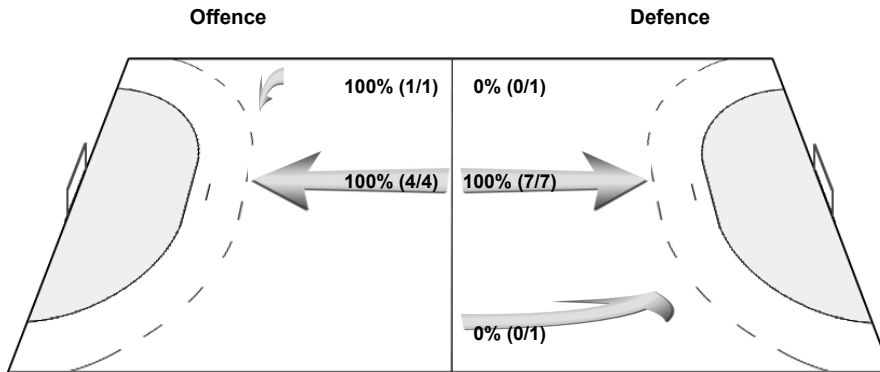 Offence Defence
100% (1/1) 0% (0/1)
100% (4/4) 100% (7/7)
0% (0/1)